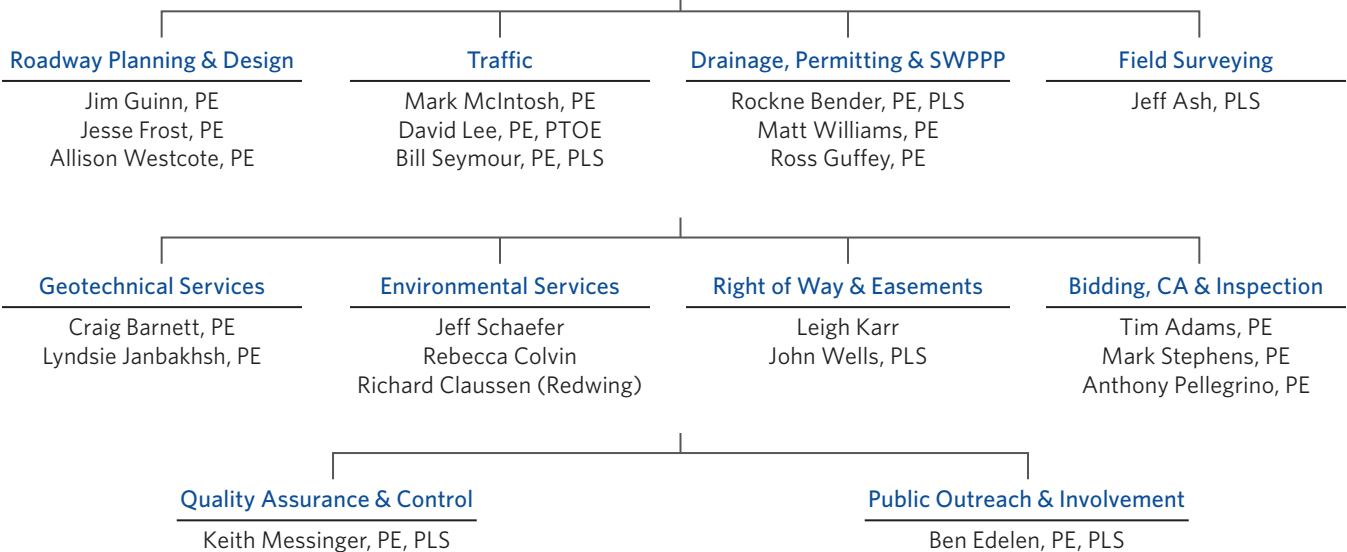 Roadway Planning & Design
Jim Guinn, PE
Jesse Frost, PE
Allison Westcote, PE
Traffic
Mark McIntosh, PE
David Lee, PE, PTOE
Bill Seymour, PE, PLS
Drainage, Permitting & SWPPP
Rockne Bender, PE, PLS
Matt Williams, PE
Ross Guffey, PE
Field Surveying
Jeff Ash, PLS
Geotechnical Services
Craig Barnett, PE
Lyndsie Janbakhsh, PE
Environmental Services
Jeff Schaefer
Rebecca Colvin
Richard Claussen (Redwing)
Right of Way & Easements
Leigh Karr
John Wells, PLS
Bidding, CA & Inspection
Tim Adams, PE
Mark Stephens, PE
Anthony Pellegrino, PE
Quality Assurance & Control
Keith Messinger, PE, PLS
Public Outreach & Involvement
Ben Edelen, PE, PLS